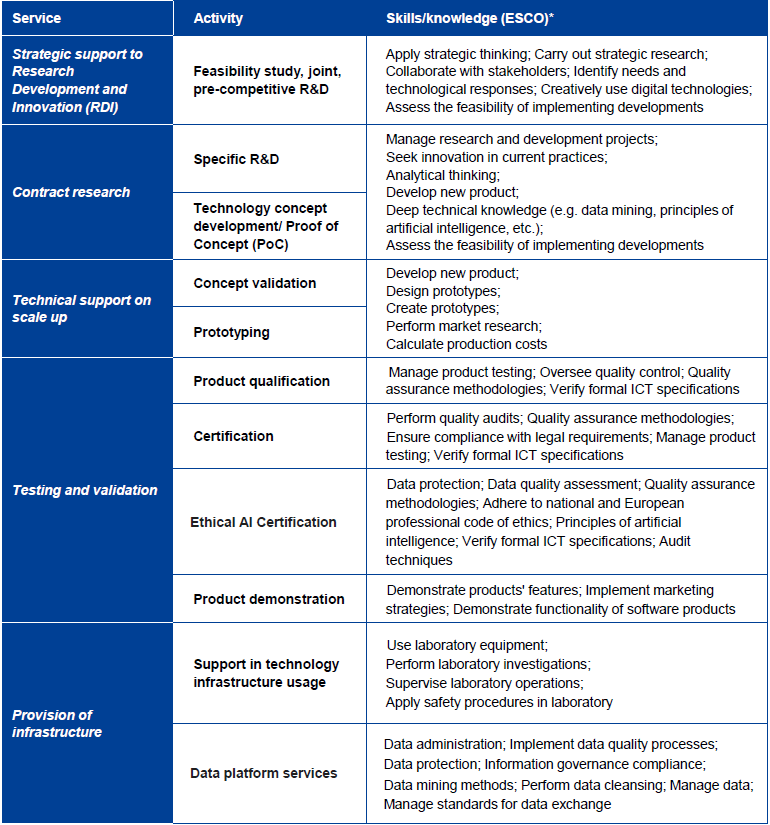 Service
Activity
Skills/knowledge (ESCO)*
Strategic support to
Research
Development and
Innovation (RDI)
Feasibility study, joint,
pre-competitive R&D
Apply strategic thinking; Carry out strategic research;
Collaborate with stakeholders; Identify needs and
technological responses; Creatively use digital technologies;
Assess the feasibility of implementing developments
Contract research
Specific R&D
Technology concept
development/ Proof of
Concept (PoC)
Manage research and development projects;
Seek innovation in current practices;
Analytical thinking;
Develop new product;
Deep technical knowledge (e.g. data mining, principles of
artificial intelligence, etc.);
Assess the feasibility of implementing developments
Technical support on
scale up
Concept validation
Prototyping
Develop new product;
Design prototypes;
Create prototypes;
Perform market research;
Calculate production costs
Testing and validation
Product qualification
Manage product testing; Oversee quality control; Quality
assurance methodologies; Verify formal ICT specifications
Certification
Perform quality audits; Quality assurance methodologies;
Ensure compliance with legal requirements; Manage product
testing; Verify formal ICT specifications
Ethical AI Certification
Data protection; Data quality assessment; Quality assurance
methodologies; Adhere to national and European
professional code of ethics; Principles of artificial
intelligence; Verify formal ICT specifications; Audit
techniques
Product demonstration
Demonstrate products' features; Implement marketing
strategies; Demonstrate functionality of software products
Provision of
infrastructure
Support in technology
infrastructure usage
Use laboratory equipment;
Perform laboratory investigations;
Supervise laboratory operations;
Apply safety procedures in laboratory
Data platform services
Data administration; Implement data quality processes;
Data protection; Information governance compliance;
Data mining methods; Perform data cleansing; Manage data;
Manage standards for data exchange